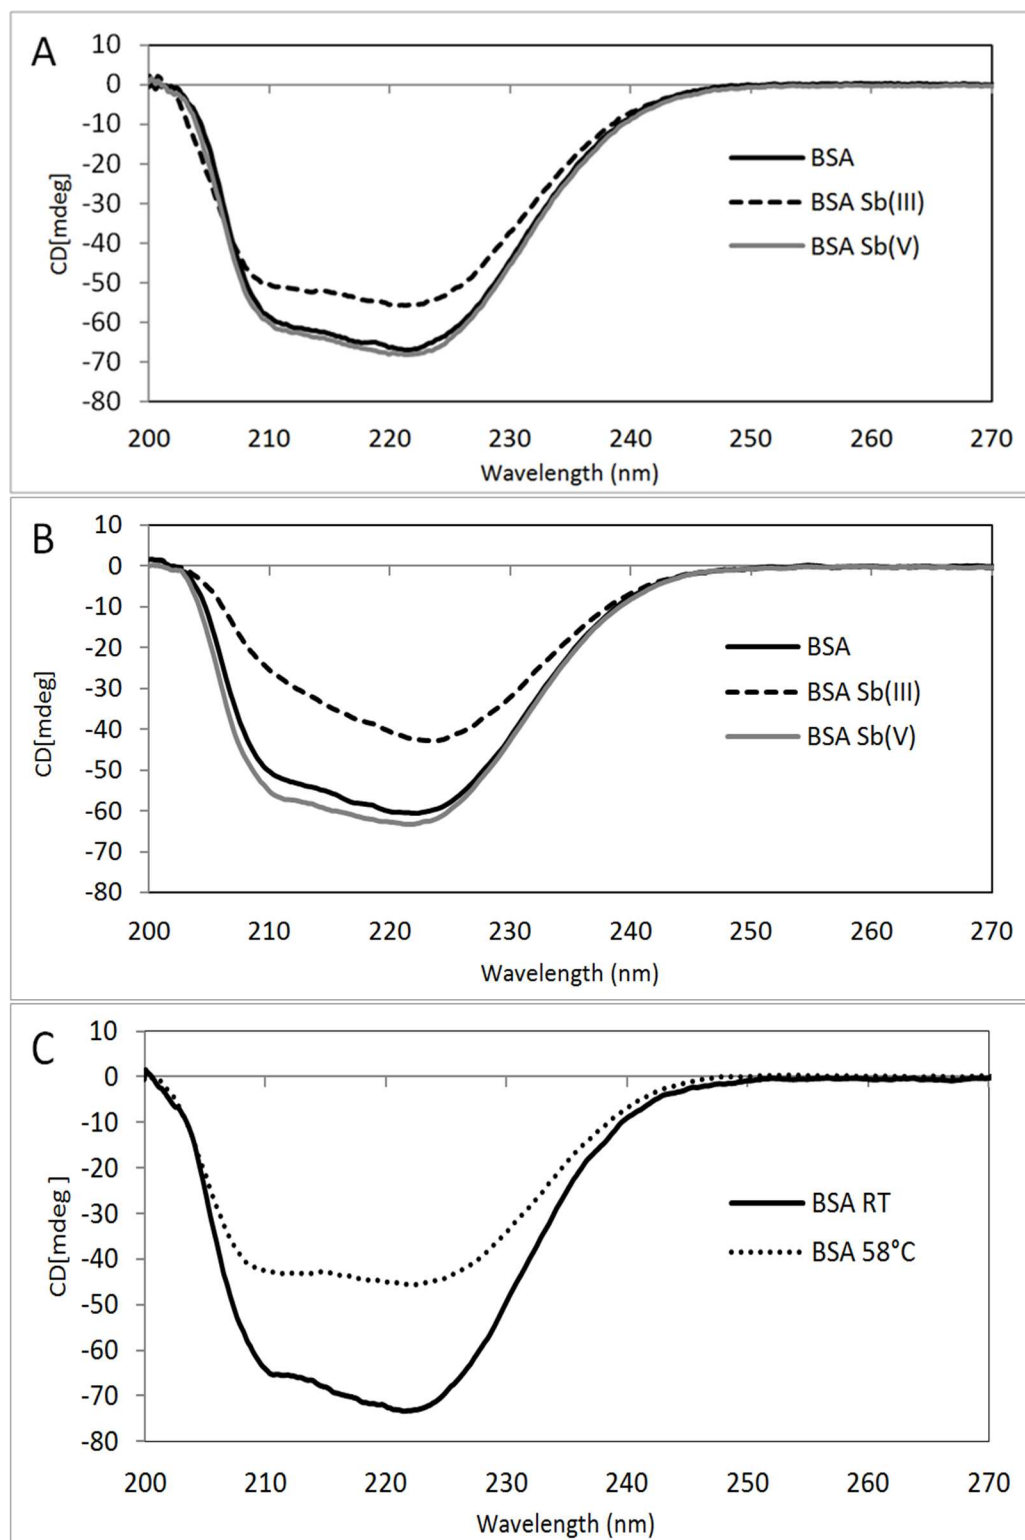 A
10
0
-10
-20
-30
-40
-50
-60
-70
-80
CD[mdeg]
BSA
BSA Sb(III)
BSA Sb(V)
200 210 220 230 240 250 260 270
Wavelength (nm)
B
10
0
-10
-20
-30
-40
-50
-60
-70
-80
CD[mdeg]
BSA
BSA Sb(III)
BSA Sb(V)
200 210 220 230 240 250 260 270
Wavelength (nm)
C
10
0
-10
-20
-30
-40
-50
-60
-70
-80
CD[mdeg ]
BSA RT
BSA 58°C
200 210 220 230 240 250 260 270
Wavelength (nm)